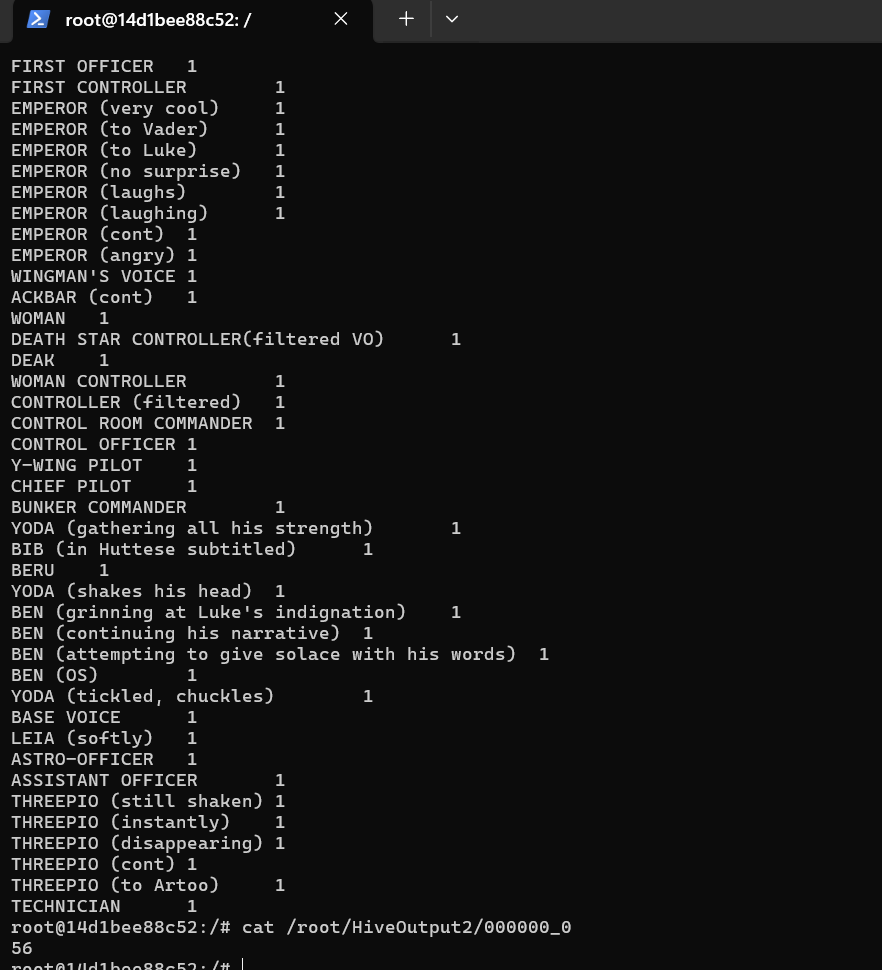 root@14d1bee88c52: /
FIRST OFFICER	1
FIRST CONTROLLER	1
EMPEROR (very cool)	1
EMPEROR (to Vader)	1
EMPEROR (to Luke)	1
EMPEROR (no surprise)	1
EMPEROR (laughs)	1
EMPEROR (laughing)	1
EMPEROR (cont)	1
EMPEROR (angry)	1
WINGMAN'S VOICE	1
ACKBAR (cont)	1
WOMAN	1
DEATH STAR CONTROLLER(filtered VO)	1
DEAK	1
WOMAN CONTROLLER	1
CONTROLLER (filtered)	1
CONTROL ROOM COMMANDER	1
CONTROL OFFICER	1
Y-WING PILOT	1
CHIEF PILOT	1
BUNKER COMMANDER	1
YODA (gathering all his strength)	1
BIB (in Huttese subtitled)	1
BERU	1
YODA (shakes his head)	1
BEN (grinning at Luke's indignation)	1
BEN (continuing his narrative)	1
BEN (attempting to give solace with his words)	1
BEN (OS)	1
YODA (tickled, chuckles)	1
BASE VOICE	1
LEIA (softly)	1
ASTRO-OFFICER	1
ASSISTANT OFFICER	1
THREEPIO (still shaken)	1
THREEPIO (instantly)	1
THREEPIO (disappearing)	1
THREEPIO (cont)	1
THREEPIO (to Artoo)	1
TECHNICIAN	1
root@14d1bee88c52:/# cat /root/HiveOutput2/000000_0
56
root@14d1bee88c52:/#